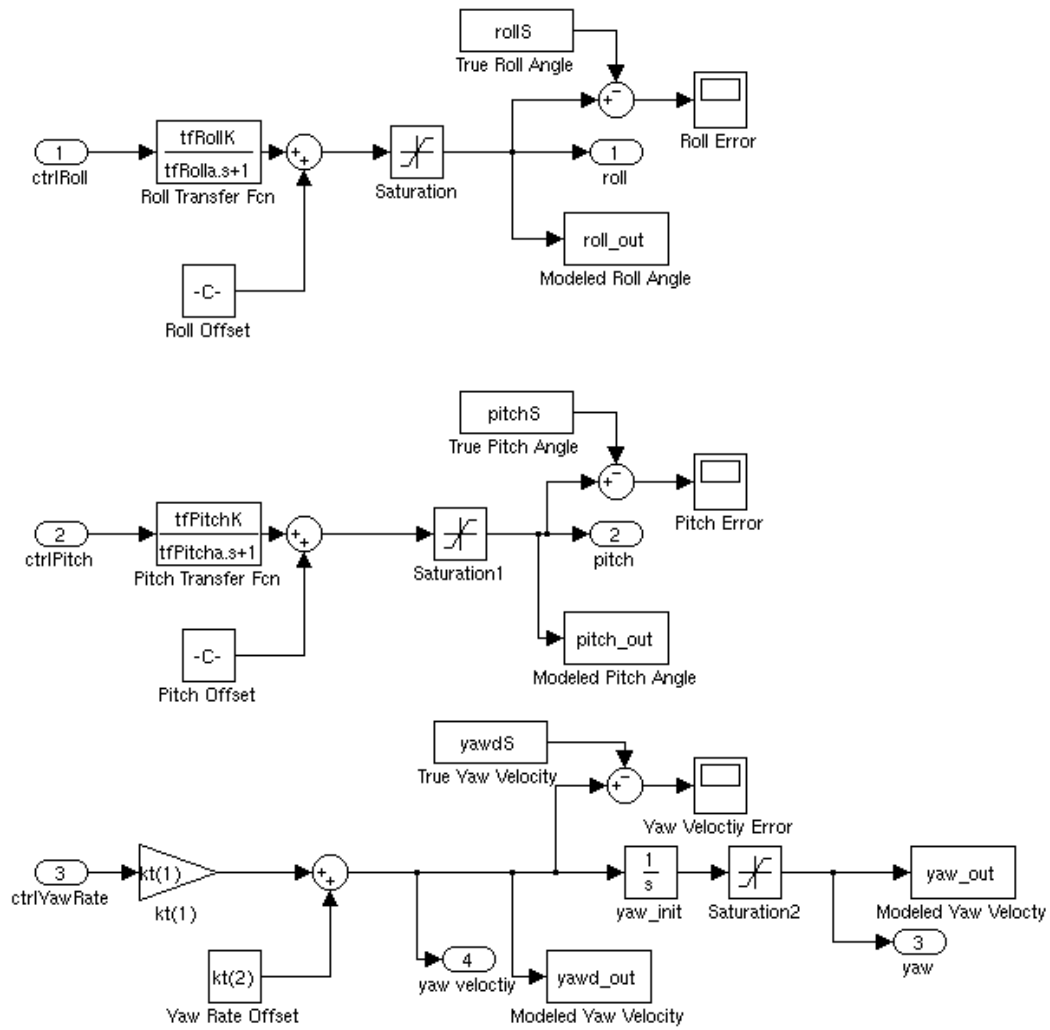 rollS
True Roll Angle
+
−
Roll Error
1
ctrlRoll
tfRollK
tfRolla.s+1
Roll Transfer Fcn
+
+
Saturation
1
roll
roll_out
Modeled Roll Angle
-C-
Roll Offset
pitchS
True Pitch Angle
+
−
Pitch Error
2
ctrlPitch
tfPitchK
tfPitcha.s+1
Pitch Transfer Fcn
+
+
Saturation1
2
pitch
pitch_out
Modeled Pitch Angle
-C-
Pitch Offset
yawdS
True Yaw Velocity
+
−
Yaw Veloctiy Error
3
ctrlYawRate
kt(1)
kt(1)
+
+
1
s
yaw_init
Saturation2
yaw_out
Modeled Yaw Velocty
3
yaw
kt(2)
Yaw Rate Offset
4
yaw veloctiy
yawd_out
Modeled Yaw Velocity